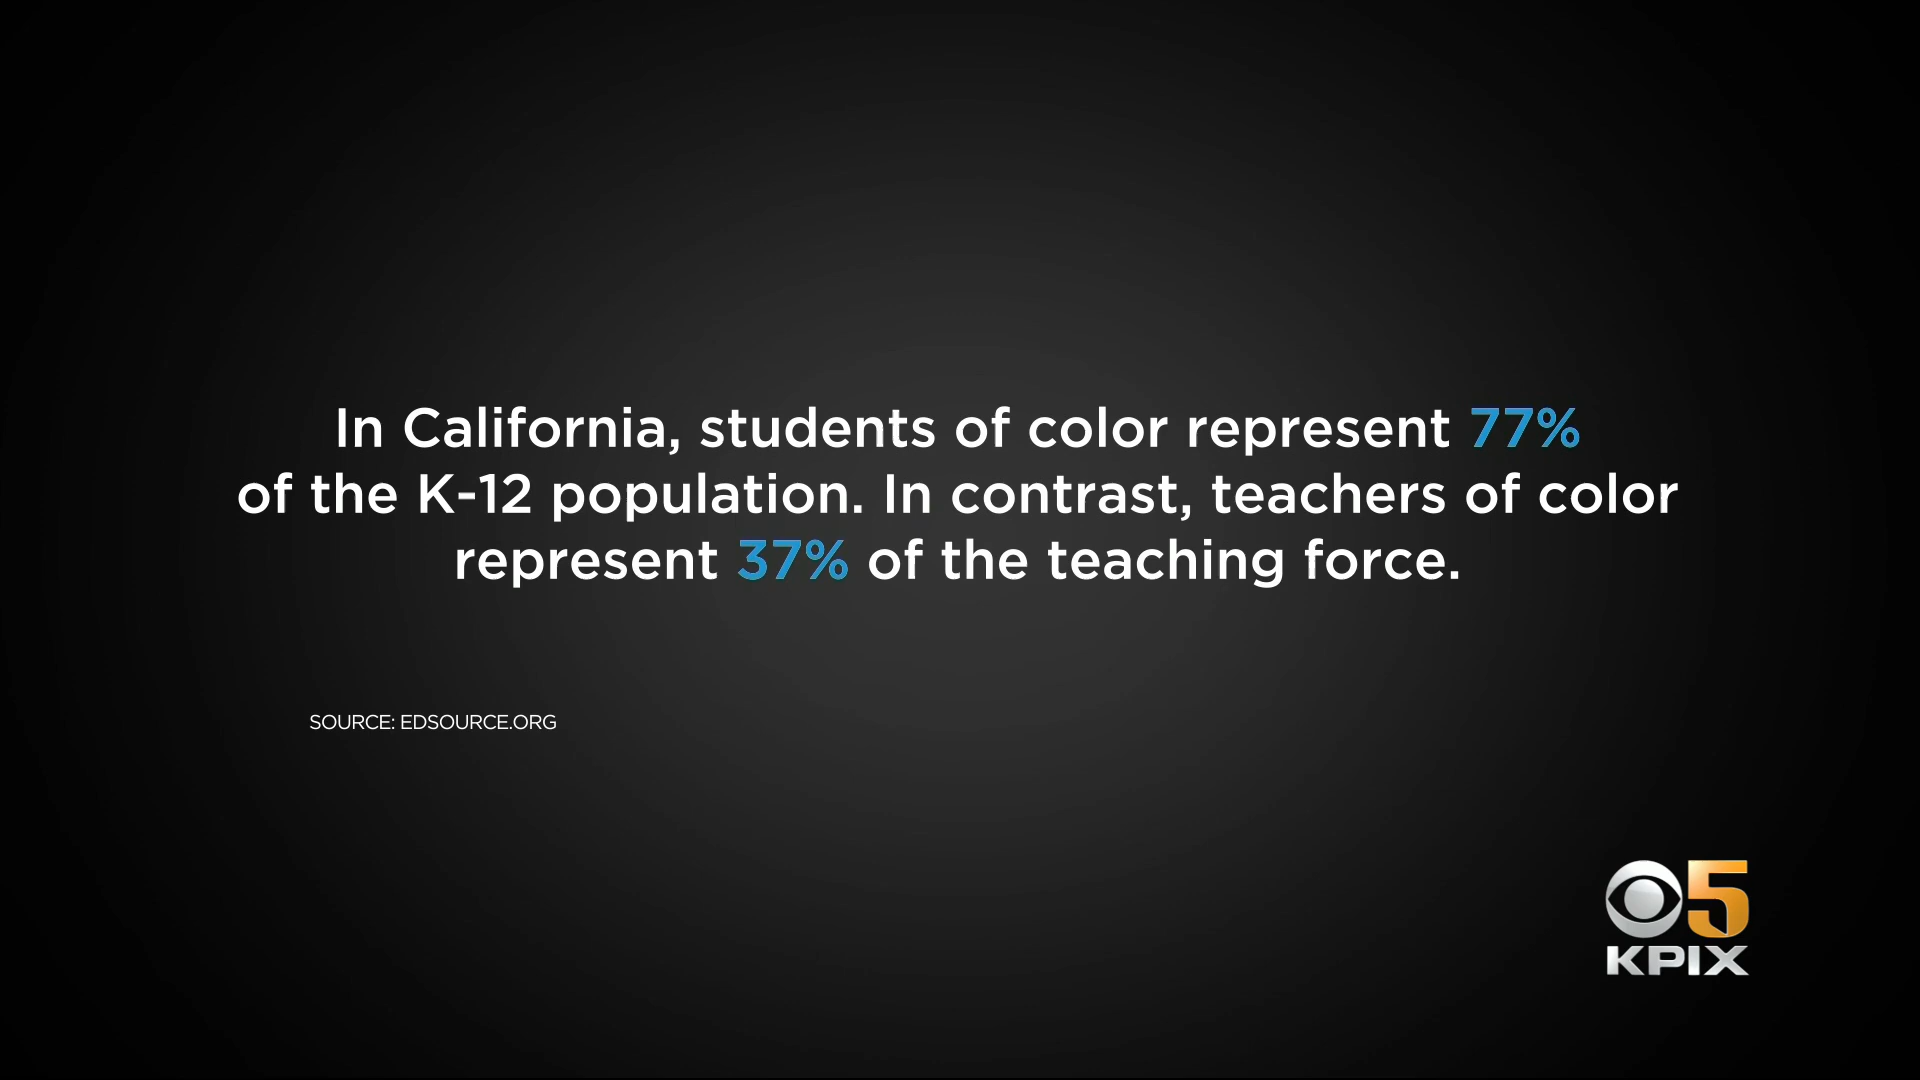 In California, students of color represent 77%
of the K-12 population. In contrast, teachers of color
represent 37% of the teaching force.
SOURCE: EDSOURCE.ORG
5
KPIX